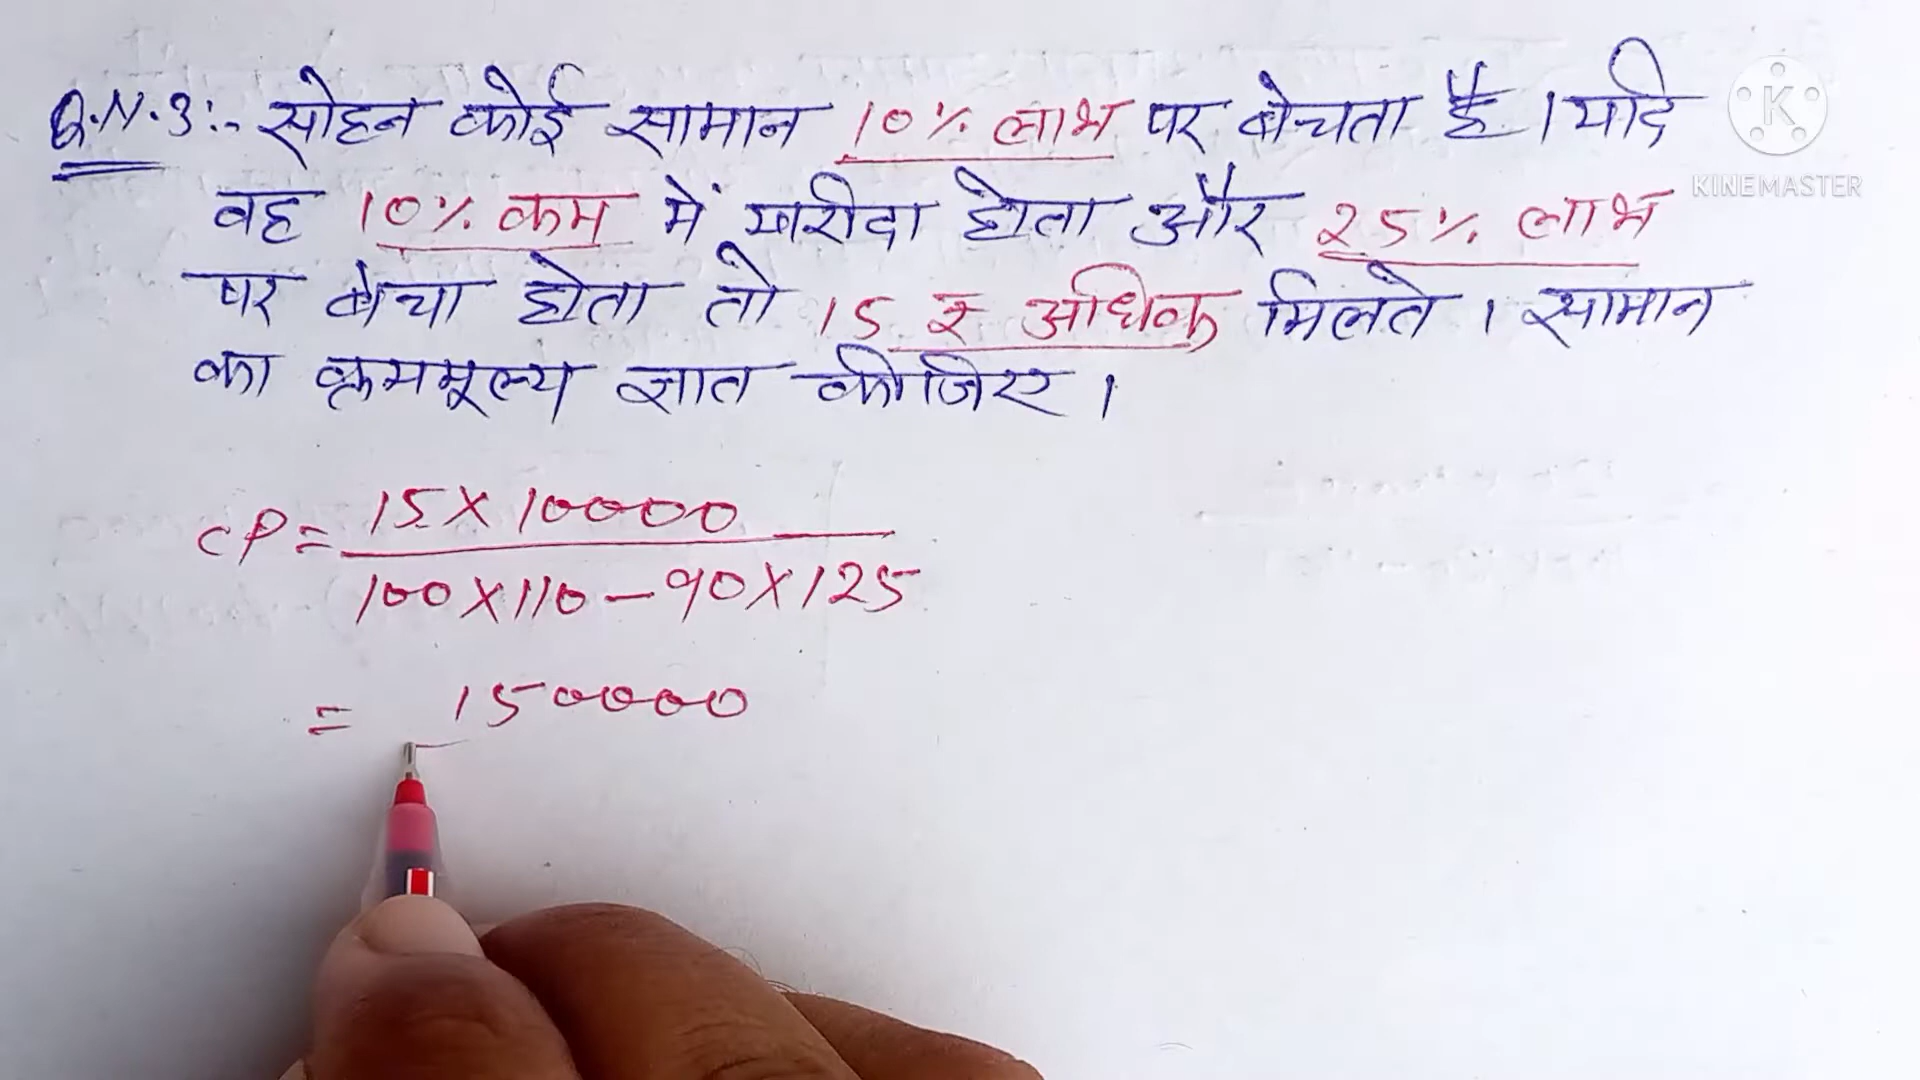 Q.N.3:- सोहन कोई सामान 10% लाभ पर बेचता है । यदि
वह 10% कम में खरीदा होता और 25% लाभ
पर बेचा होता तो 15 रु अधिक मिलते । सामान
का क्रयमूल्य ज्ञात कीजिए ।
CP = 15 × 10000
100 × 110 - 90 × 125
= 150000
K
KINEMASTER